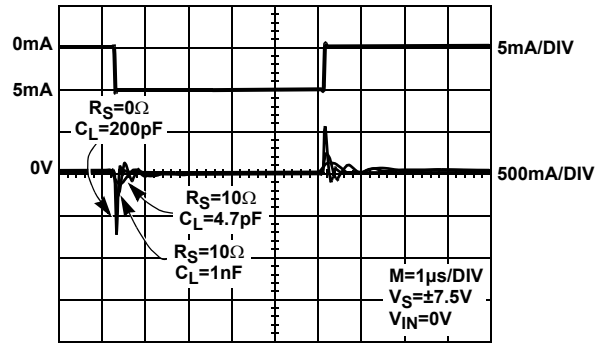 0mA
5mA/DIV
5mA
RS=0Ω
CL=200pF
0V
500mA/DIV
RS=10Ω
CL=4.7pF
RS=10Ω
CL=1nF
M=1µs/DIV
VS=±7.5V
VIN=0V